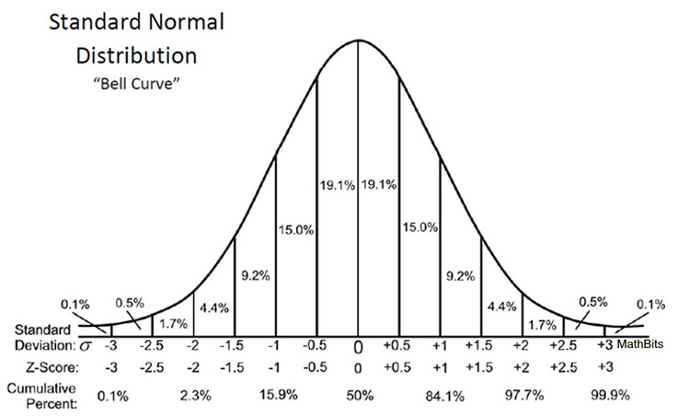 Standard Normal
Distribution
“Bell Curve”
19.1% 19.1%
15.0% 15.0%
9.2% 9.2%
0.1% 0.5% 4.4% 4.4% 0.5% 0.1%
1.7% 1.7%
Standard
Deviation: σ -3 -2.5 -2 -1.5 -1 -0.5 0 +0.5 +1 +1.5 +2 +2.5 +3 MathBits
Z-Score: -3 -2.5 -2 -1.5 -1 -0.5 0 +0.5 +1 +1.5 +2 +2.5 +3
Cumulative
Percent: 0.1% 2.3% 15.9% 50% 84.1% 97.7% 99.9%